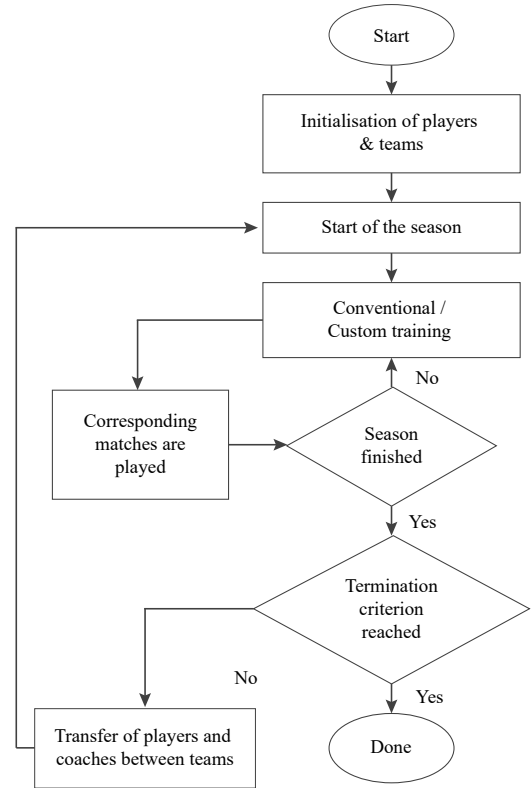 Start
Initialisation of players
& teams
Start of the season
Conventional /
Custom training
No
Corresponding
matches are
played
Season
finished
Yes
Termination
criterion
reached
No
Yes
Transfer of players and
coaches between teams
Done